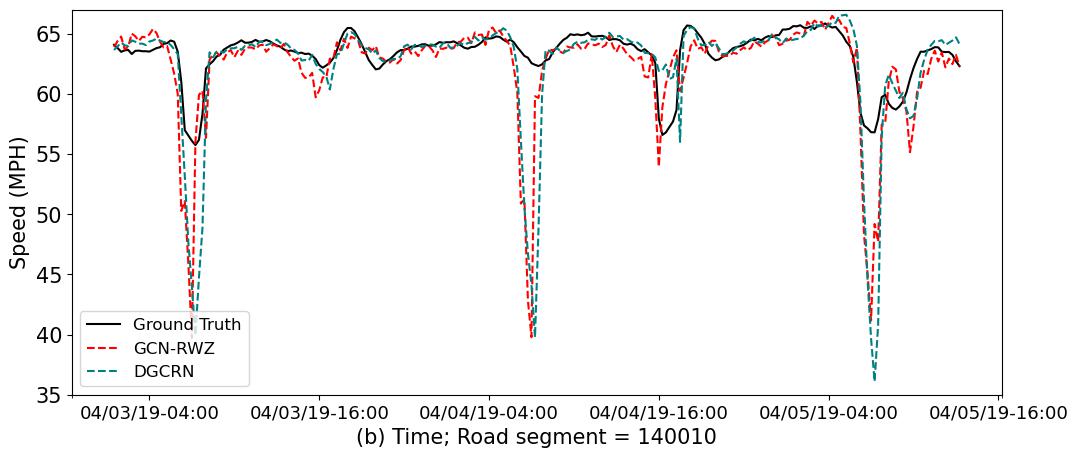 65
60
55
50
45
40
35
Speed (MPH)
Ground Truth
GCN-RWZ
DGCRN
04/03/19-04:00 04/03/19-16:00 04/04/19-04:00 04/04/19-16:00 04/05/19-04:00 04/05/19-16:00
(b) Time; Road segment = 140010